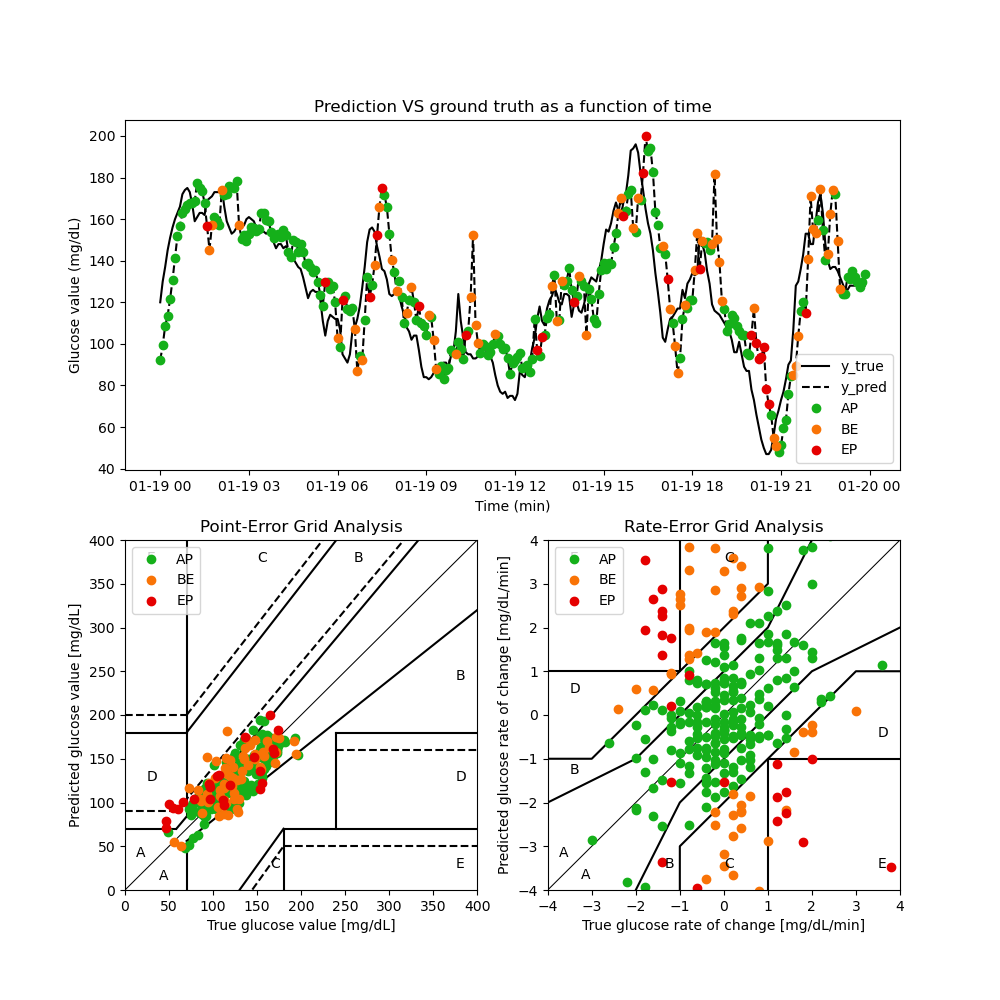 Prediction VS ground truth as a function of time
Glucose value (mg/dL)
200
180
160
140
120
100
80
60
40
y_true
y_pred
AP
BE
EP
01-19 00 01-19 03 01-19 06 01-19 09 01-19 12 01-19 15 01-19 18 01-19 21 01-20 00
Time (min)
Point-Error Grid Analysis
Predicted glucose value [mg/dL]
400
350
300
250
200
150
100
50
0
AP
BE
EP
C
B
B
D
D
A
A
C
E
0 50 100 150 200 250 300 350 400
True glucose value [mg/dL]
Rate-Error Grid Analysis
Predicted glucose rate of change [mg/dL/min]
4
3
2
1
0
−1
−2
−3
−4
AP
BE
EP
C
D
D
B
A
A
B
C
E
−4 −3 −2 −1 0 1 2 3 4
True glucose rate of change [mg/dL/min]